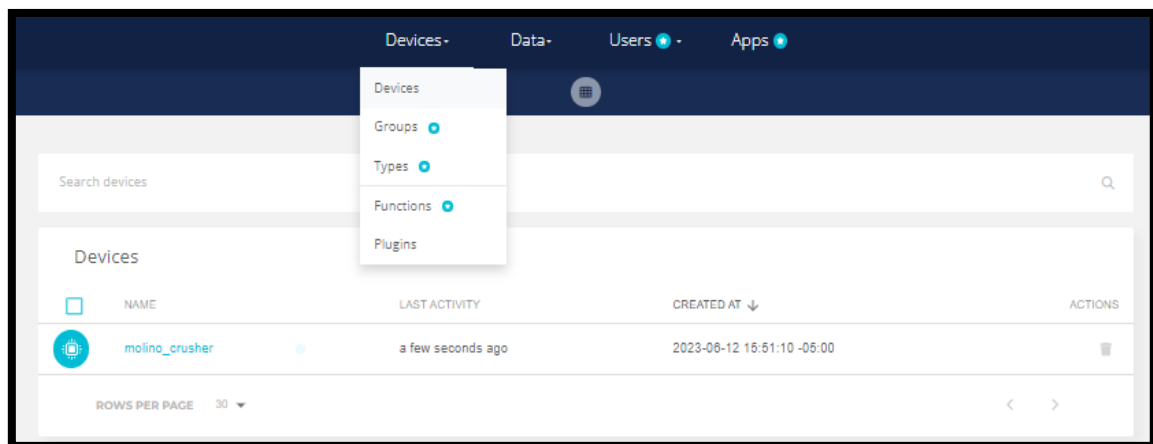 Devices Data Users Apps
Devices
Groups
Types
Functions
Plugins
Search devices
Devices
NAME LAST ACTIVITY CREATED AT ACTIONS
molino_crusher a few seconds ago 2023-06-12 15:51:10 -05:00
ROWS PER PAGE 30